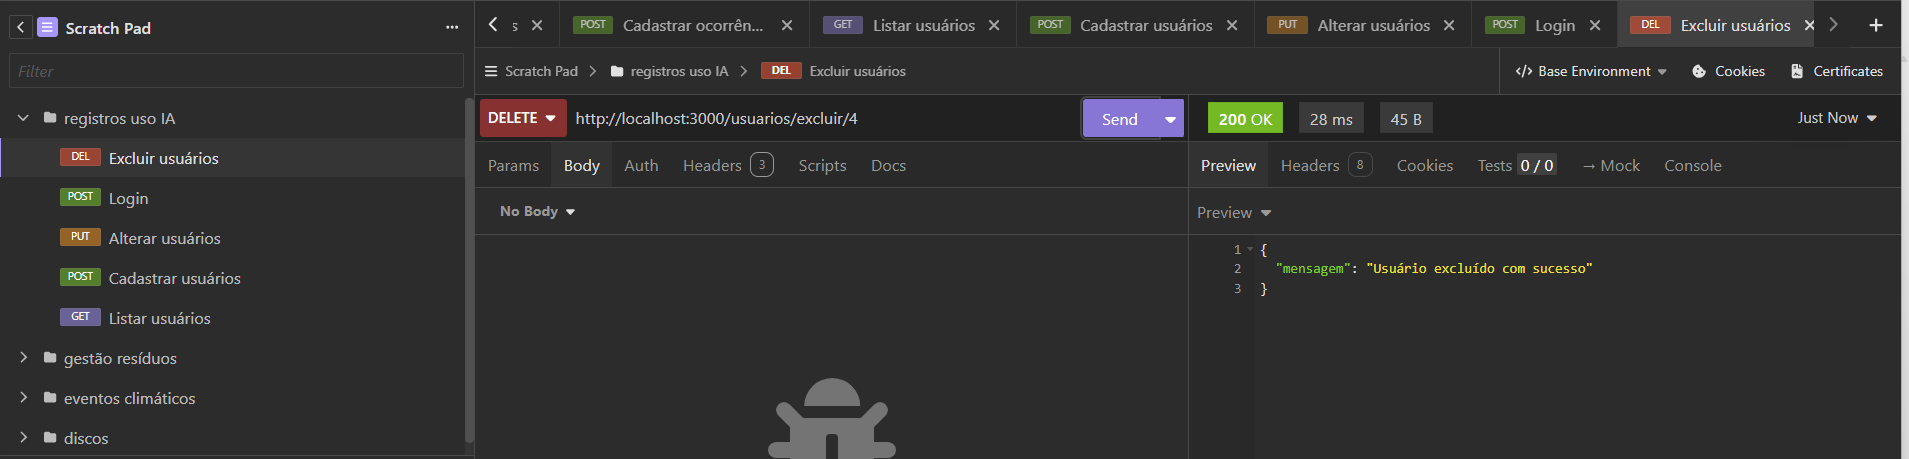 Scratch Pad
Filter
registros uso IA
DEL Excluir usuários
POST Login
PUT Alterar usuários
POST Cadastrar usuários
GET Listar usuários
gestão resíduos
eventos climáticos
discos
s POST Cadastrar ocorrên... GET Listar usuários POST Cadastrar usuários PUT Alterar usuários POST Login DEL Excluir usuários
Scratch Pad registros uso IA DEL Excluir usuários
Base Environment Cookies Certificates
DELETE http://localhost:3000/usuarios/excluir/4 Send
Params Body Auth Headers 3 Scripts Docs
No Body
200 OK 28 ms 45 B Just Now
Preview Headers 8 Cookies Tests 0 / 0 → Mock Console
Preview
1 {
2 "mensagem": "Usuário excluído com sucesso"
3 }